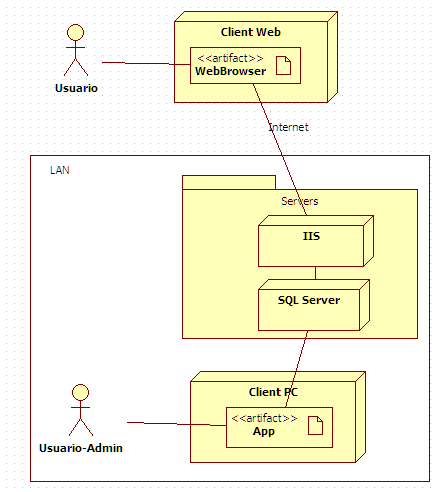 Client Web
<<artifact>>
WebBrowser
Usuario
Internet
LAN
Servers
IIS
SQL Server
Client PC
<<artifact>>
App
Usuario-Admin